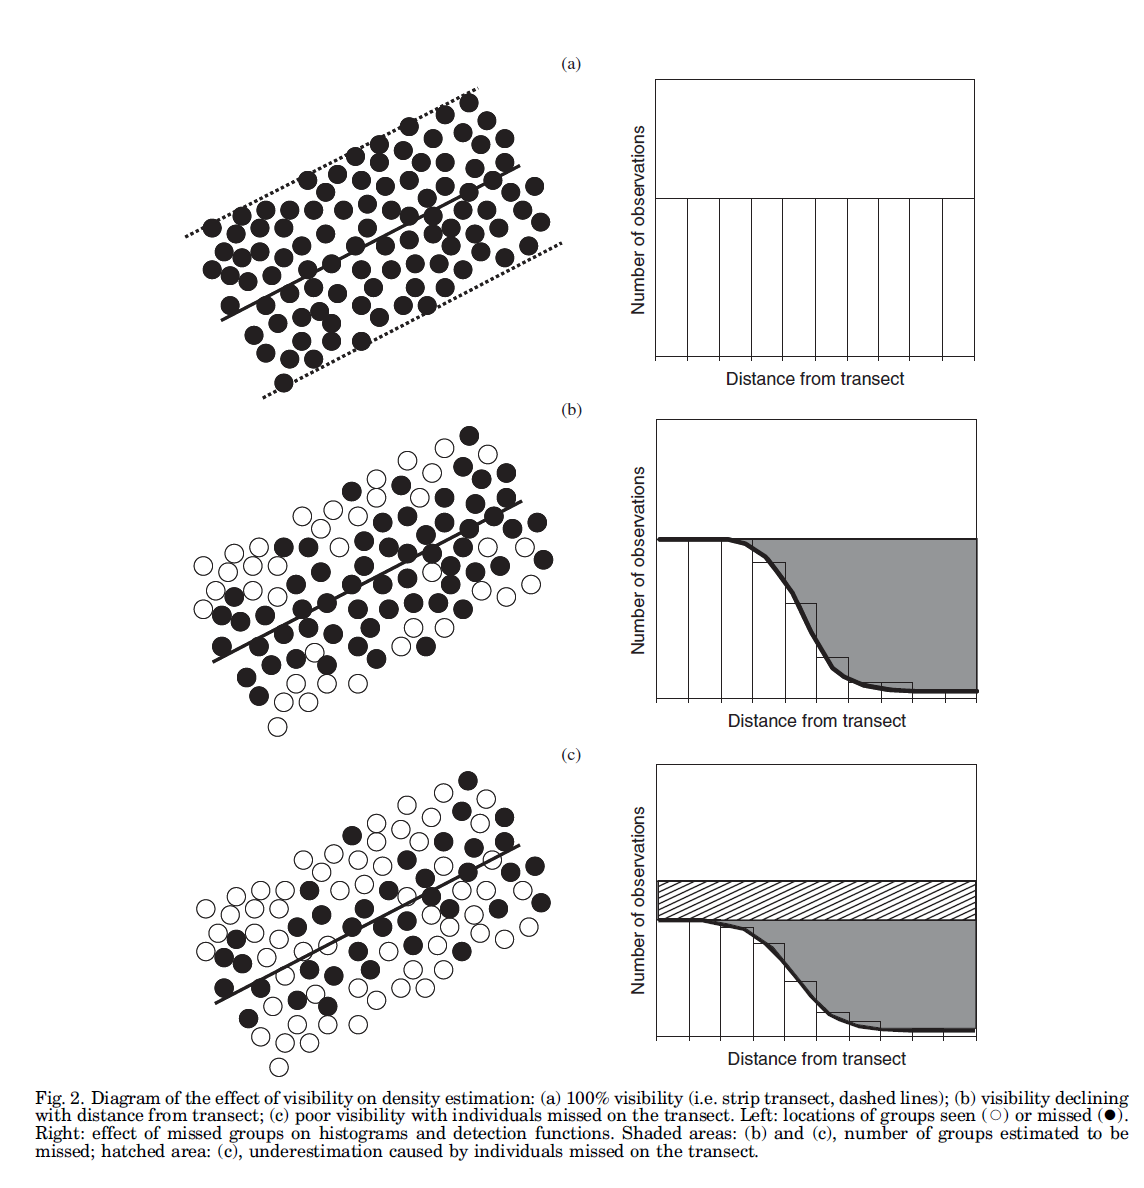 (a)
Number of observations
Distance from transect
(b)
Number of observations
Distance from transect
(c)
Number of observations
Distance from transect
Fig. 2. Diagram of the effect of visibility on density estimation: (a) 100% visibility (i.e. strip transect, dashed lines); (b) visibility declining
with distance from transect; (c) poor visibility with individuals missed on the transect. Left: locations of groups seen (○) or missed (●).
Right: effect of missed groups on histograms and detection functions. Shaded areas: (b) and (c), number of groups estimated to be
missed; hatched area: (c), underestimation caused by individuals missed on the transect.